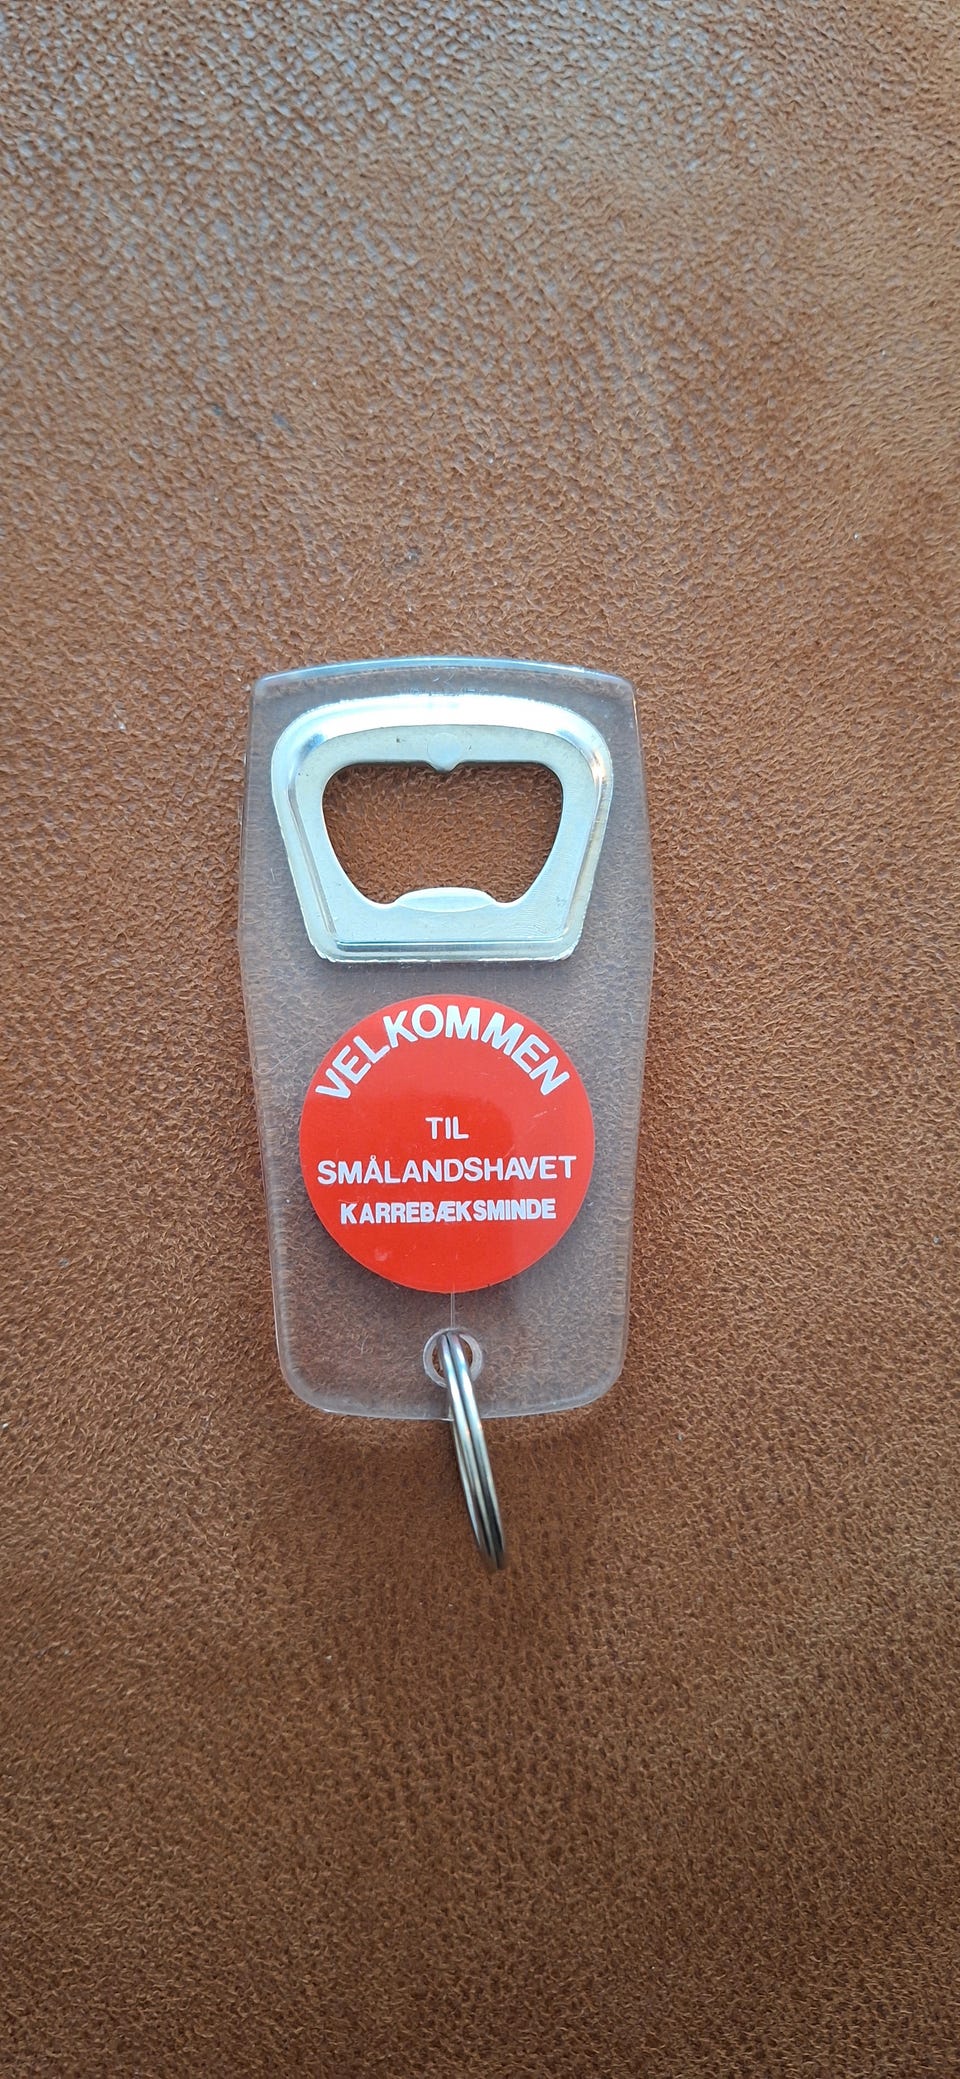 VELKOMMEN
TIL
SMÅLANDSHAVET
KARREBÆKSMINDE